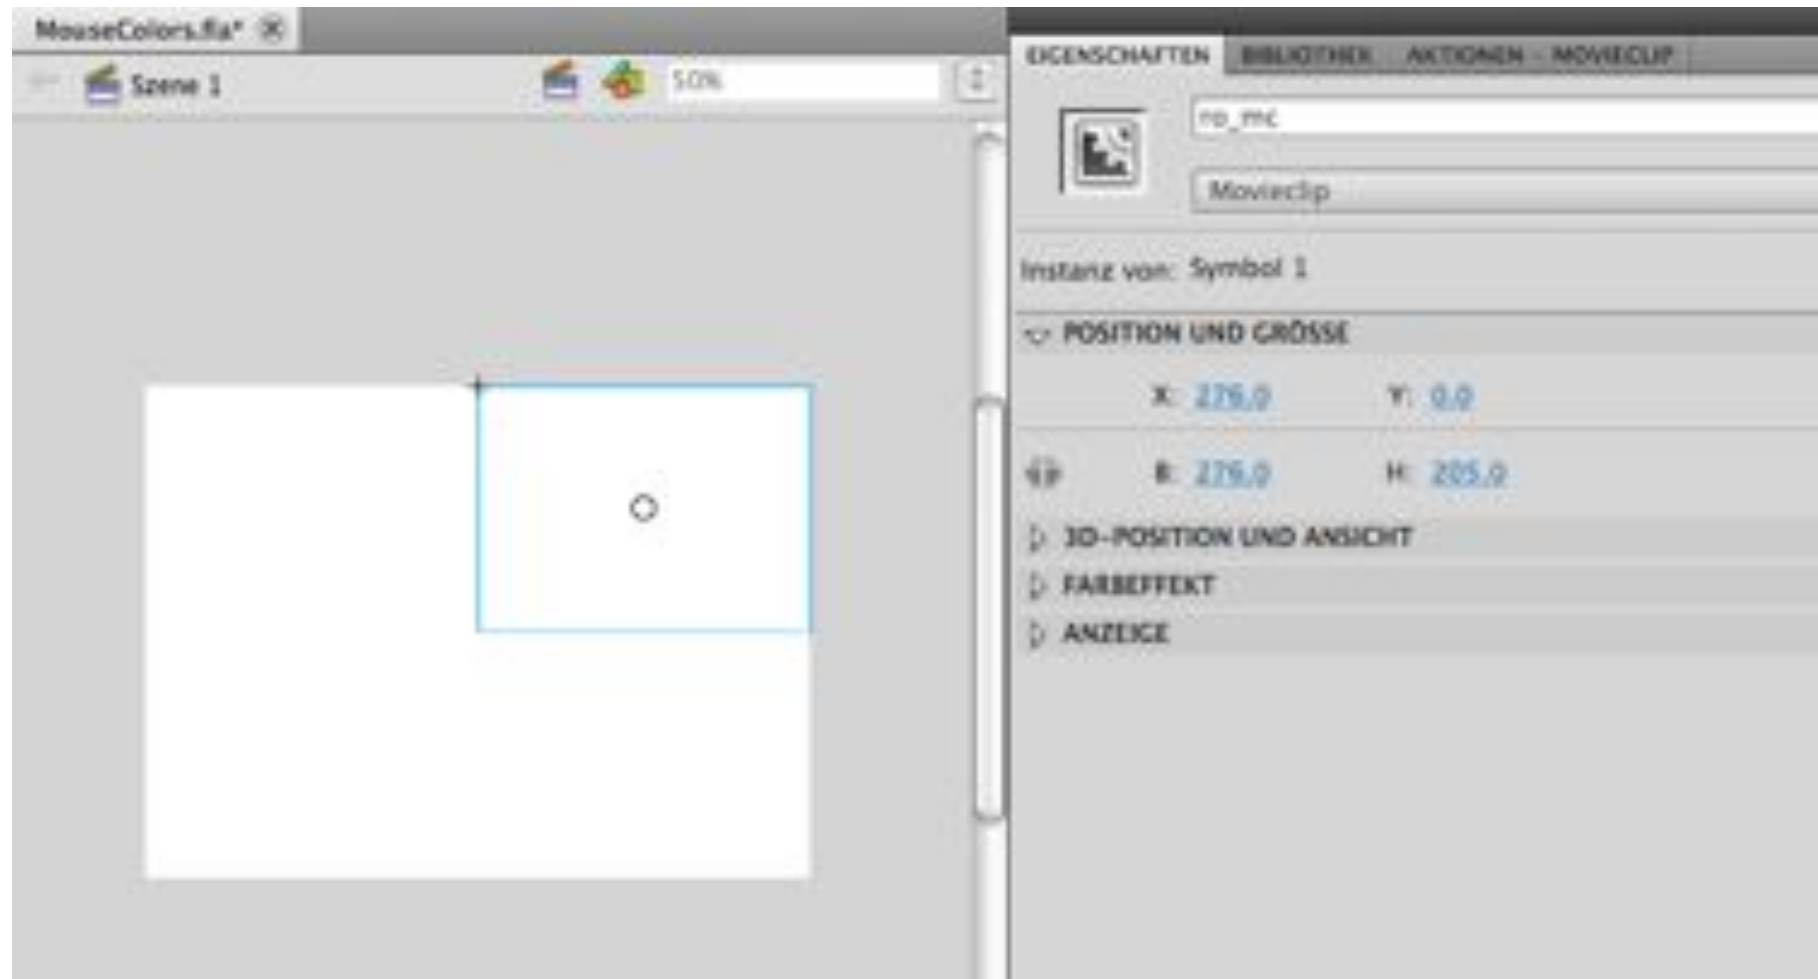 MouseColors.fla*
Szene 1
50%
EIGENSCHAFTEN BIBLIOTHEK AKTIONEN - MOVIECLIP
ro_mc
Movieclip
Instanz von: Symbol 1
POSITION UND GRÖSSE
X: 276,0 Y: 0,0
B: 276,0 H: 205,0
3D-POSITION UND ANSICHT
FARBEFFEKT
ANZEIGE